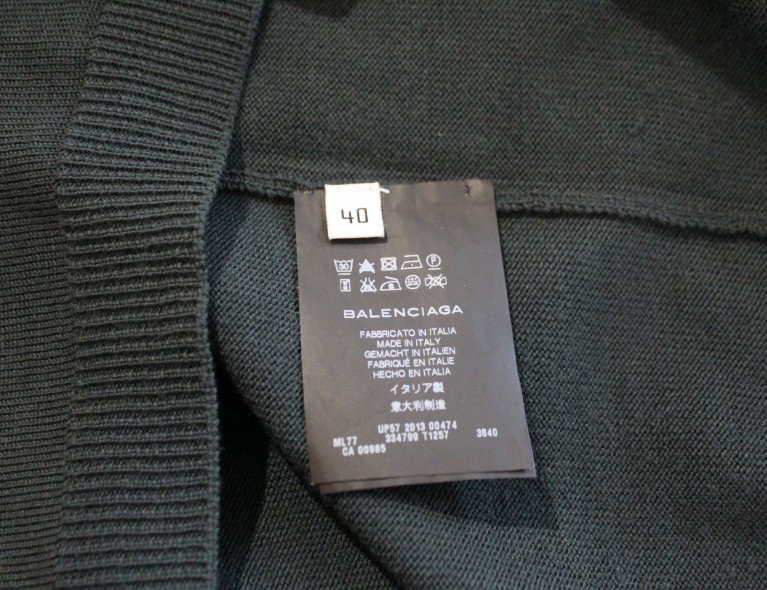 40
30 P
BALENCIAGA
FABBRICATO IN ITALIA
MADE IN ITALY
GEMACHT IN ITALIEN
FABRIQUÉ EN ITALIE
HECHO EN ITALIA
イタリア製
意大利制造
UP57 2013 00474
ML77 334799 T1257 3840
CA 00985